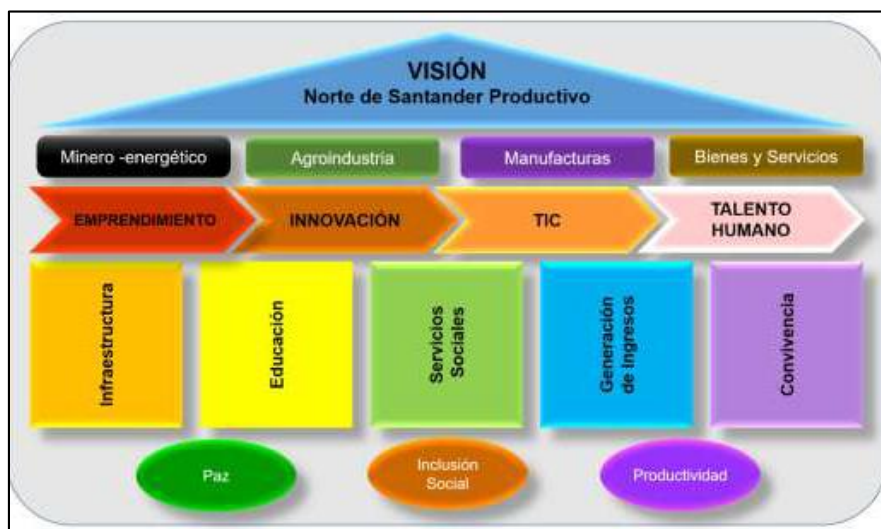 VISIÓN
Norte de Santander Productivo
Minero -energético
Agroindustria
Manufacturas
Bienes y Servicios
EMPRENDIMIENTO
INNOVACIÓN
TIC
TALENTO
HUMANO
Infraestructura
Educación
Servicios
Sociales
Generación
de Ingresos
Convivencia
Paz
Inclusión
Social
Productividad